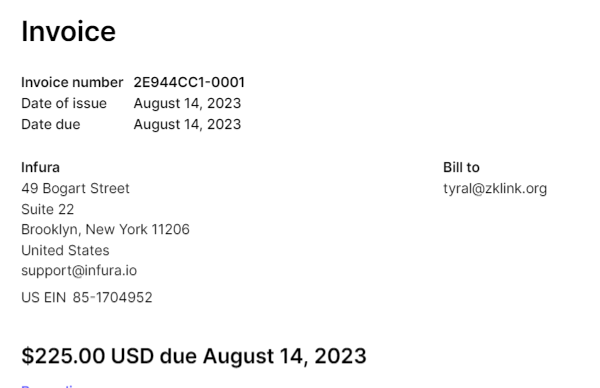 Invoice
Invoice number 2E944CC1-0001
Date of issue August 14, 2023
Date due August 14, 2023
Infura
49 Bogart Street
Suite 22
Brooklyn, New York 11206
United States
support@infura.io
US EIN 85-1704952
Bill to
tyral@zklink.org
$225.00 USD due August 14, 2023